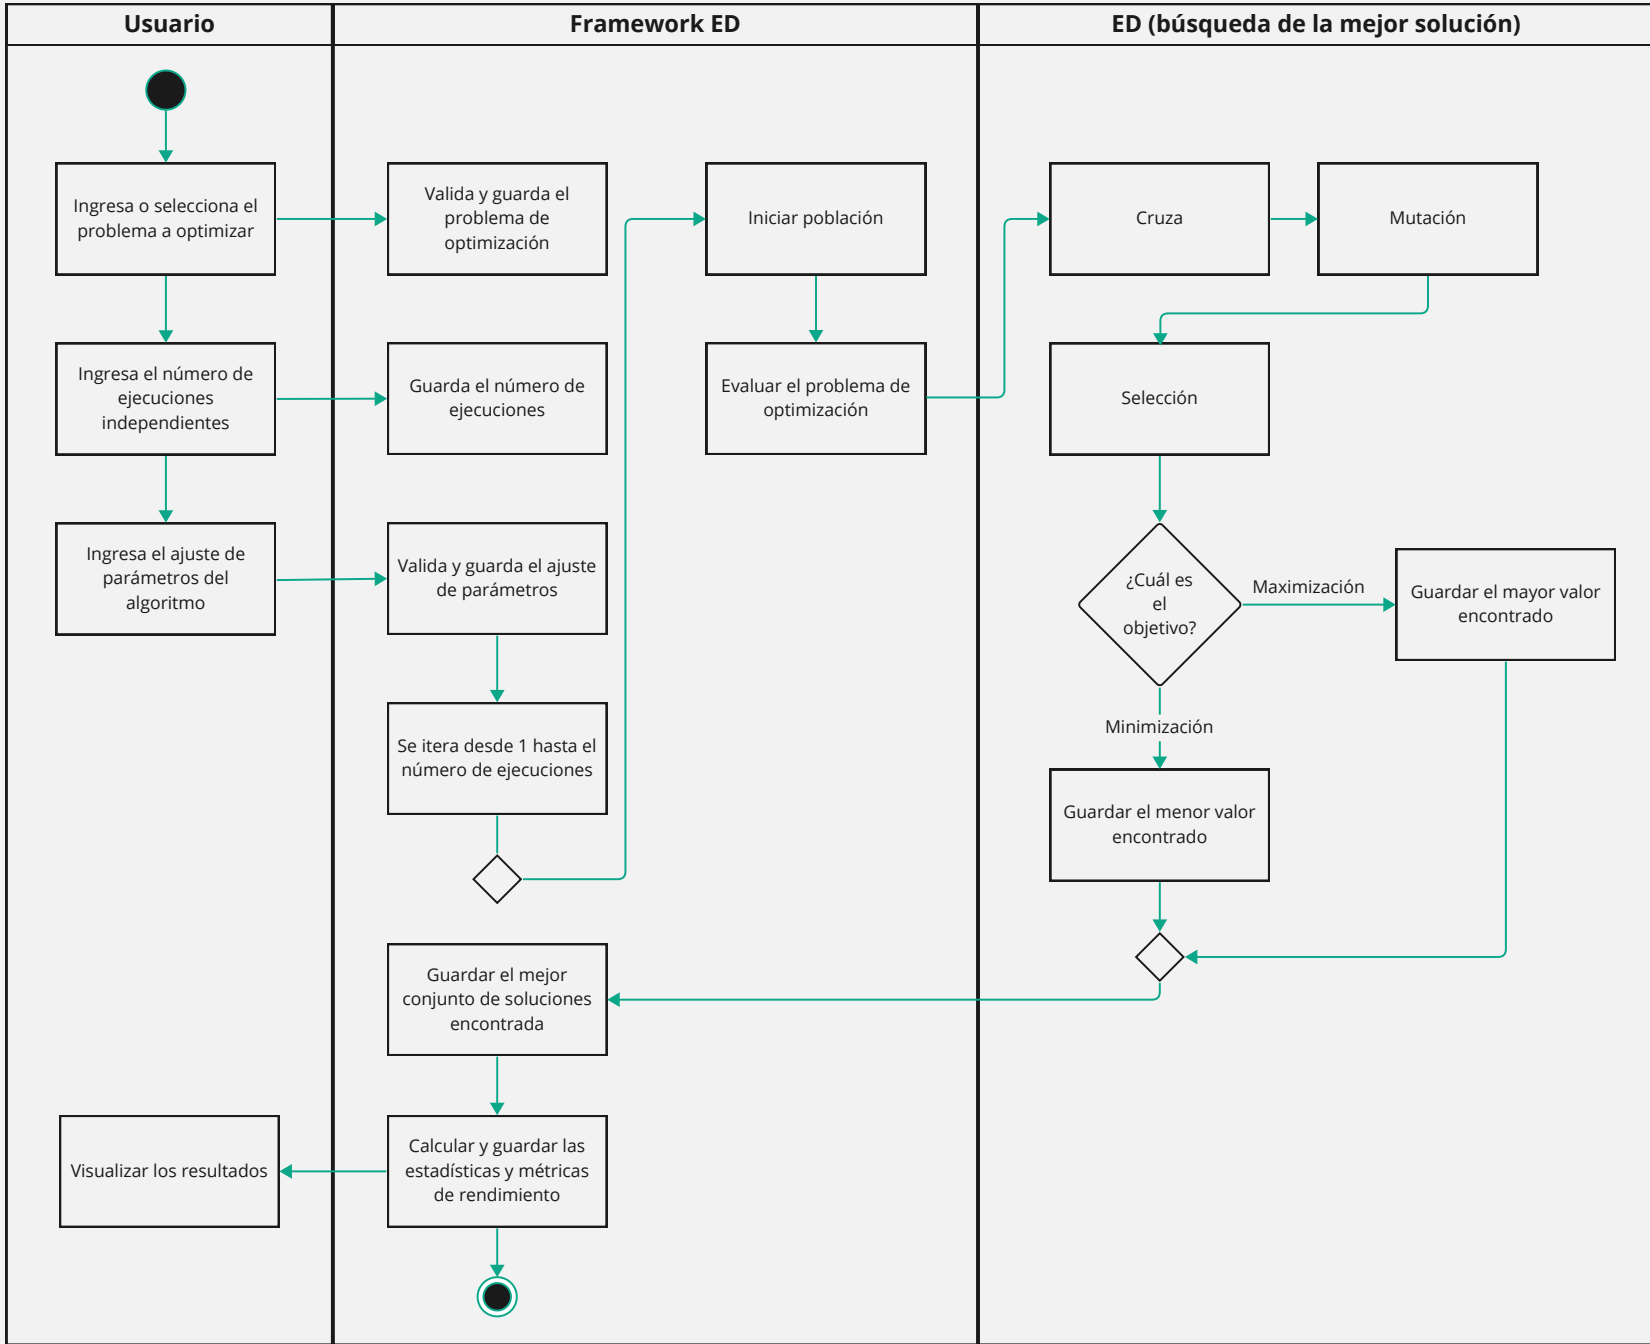 Usuario
Framework ED
ED (búsqueda de la mejor solución)
Ingresa o selecciona el
problema a optimizar
Valida y guarda el
problema de
optimización
Iniciar población
Cruza
Mutación
Ingresa el número de
ejecuciones
independientes
Guarda el número de
ejecuciones
Evaluar el problema de
optimización
Selección
Ingresa el ajuste de
parámetros del
algoritmo
Valida y guarda el ajuste
de parámetros
¿Cuál es
el
objetivo?
Maximización
Guardar el mayor valor
encontrado
Se itera desde 1 hasta el
número de ejecuciones
Minimización
Guardar el menor valor
encontrado
Guardar el mejor
conjunto de soluciones
encontrada
Visualizar los resultados
Calcular y guardar las
estadísticas y métricas
de rendimiento